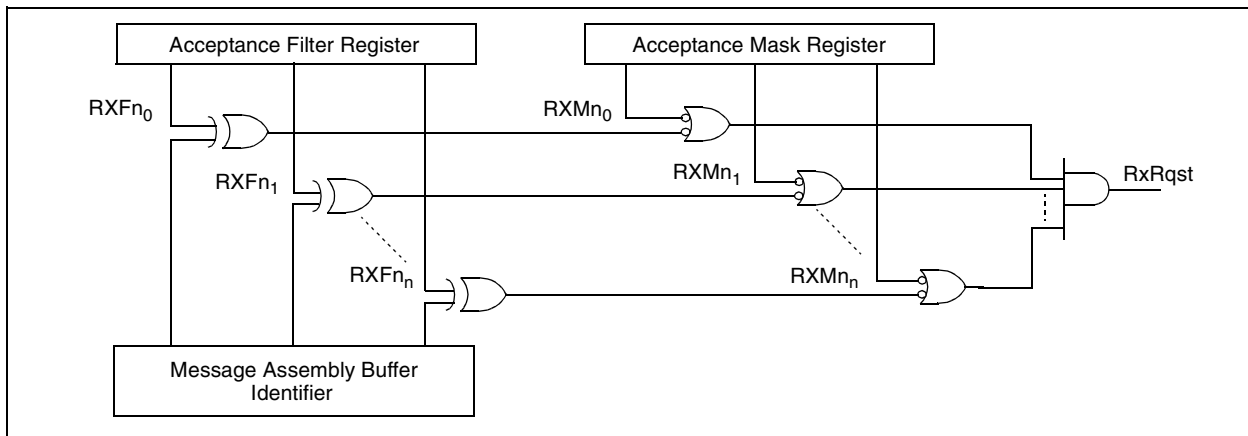 Acceptance Filter Register
Acceptance Mask Register
RXFn0
RXMn0
RXFn1
RXMn1
RxRqst
RXFnn
RXMnn
Message Assembly Buffer
Identifier